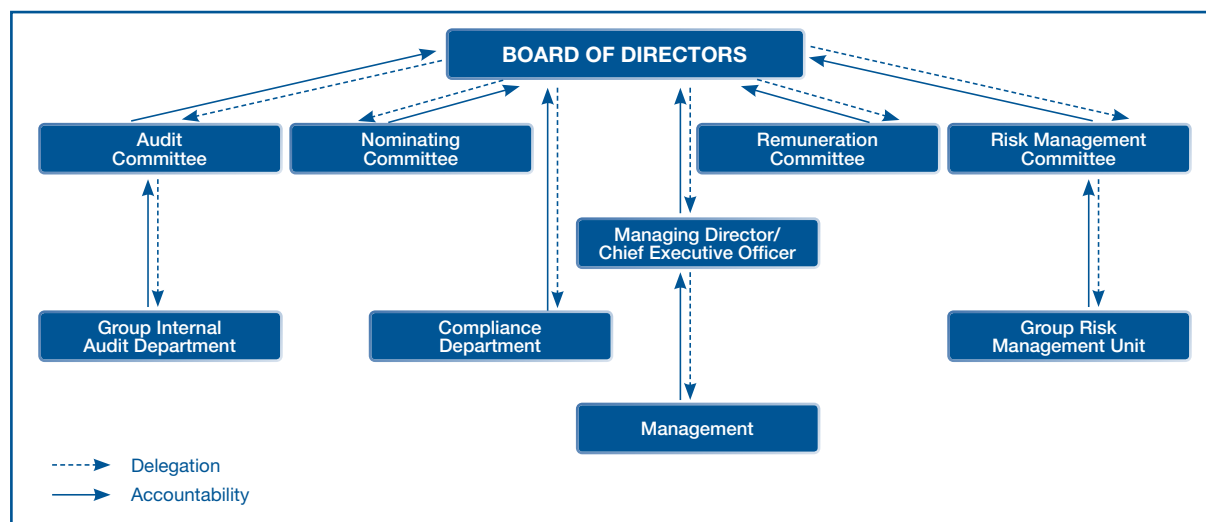 BOARD OF DIRECTORS
Audit
Committee
Nominating
Committee
Remuneration
Committee
Risk Management
Committee
Managing Director/
Chief Executive Officer
Group Internal
Audit Department
Compliance
Department
Group Risk
Management Unit
Management
Delegation
Accountability